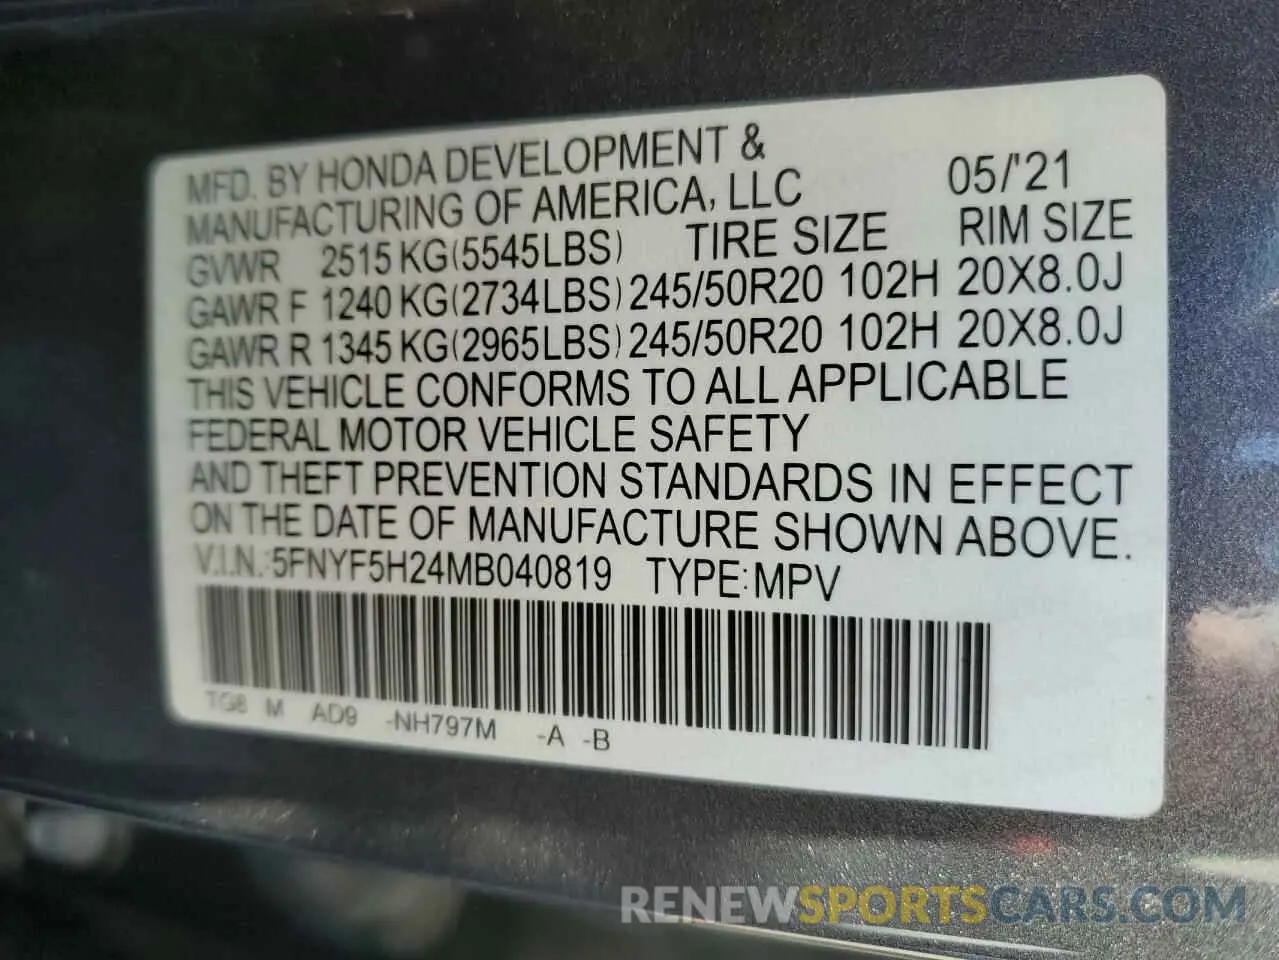 MFD. BY HONDA DEVELOPMENT &
MANUFACTURING OF AMERICA, LLC 05/'21
GVWR 2515 KG(5545LBS) TIRE SIZE RIM SIZE
GAWR F 1240 KG(2734LBS) 245/50R20 102H 20X8.0J
GAWR R 1345 KG(2965LBS) 245/50R20 102H 20X8.0J
THIS VEHICLE CONFORMS TO ALL APPLICABLE
FEDERAL MOTOR VEHICLE SAFETY
AND THEFT PREVENTION STANDARDS IN EFFECT
ON THE DATE OF MANUFACTURE SHOWN ABOVE.
V.I.N.:5FNYF5H24MB040819 TYPE:MPV
TG8 M AD9 -NH797M -A -B
RENEWSPORTSCARS.COM